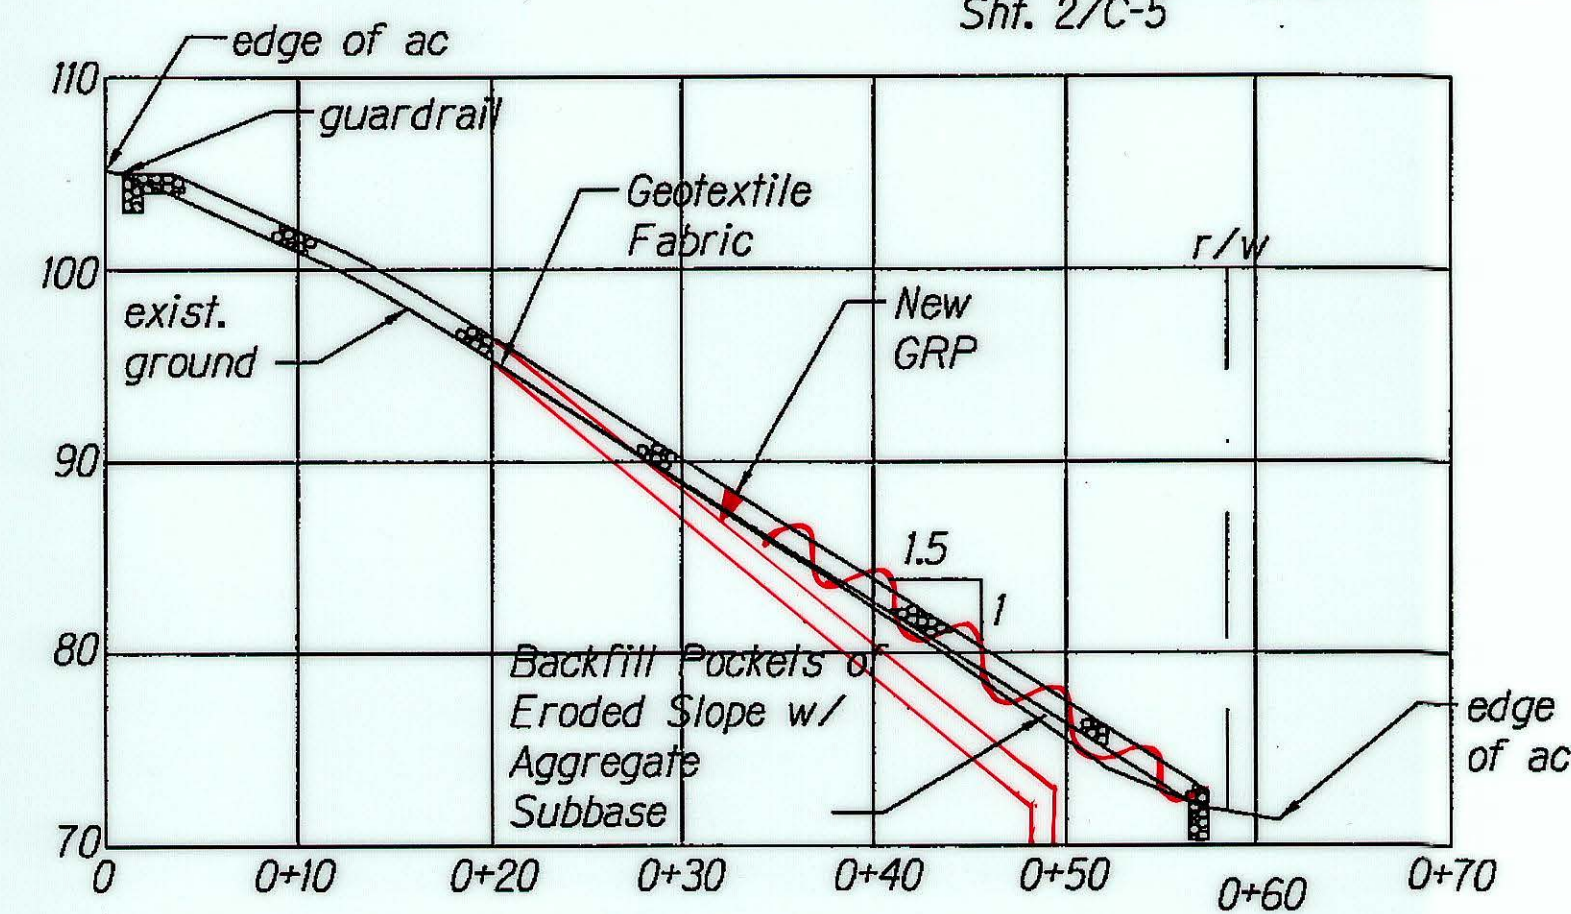 Sht. 2/C-5
edge of ac
110
guardrail
Geotextile
Fabric
r/w
100
exist.
ground
New
GRP
90
1.5
1
80
Backfill Pockets of
Eroded Slope w/
Aggregate
Subbase
edge
of ac
70
0
0+10
0+20
0+30
0+40
0+50
0+60
0+70